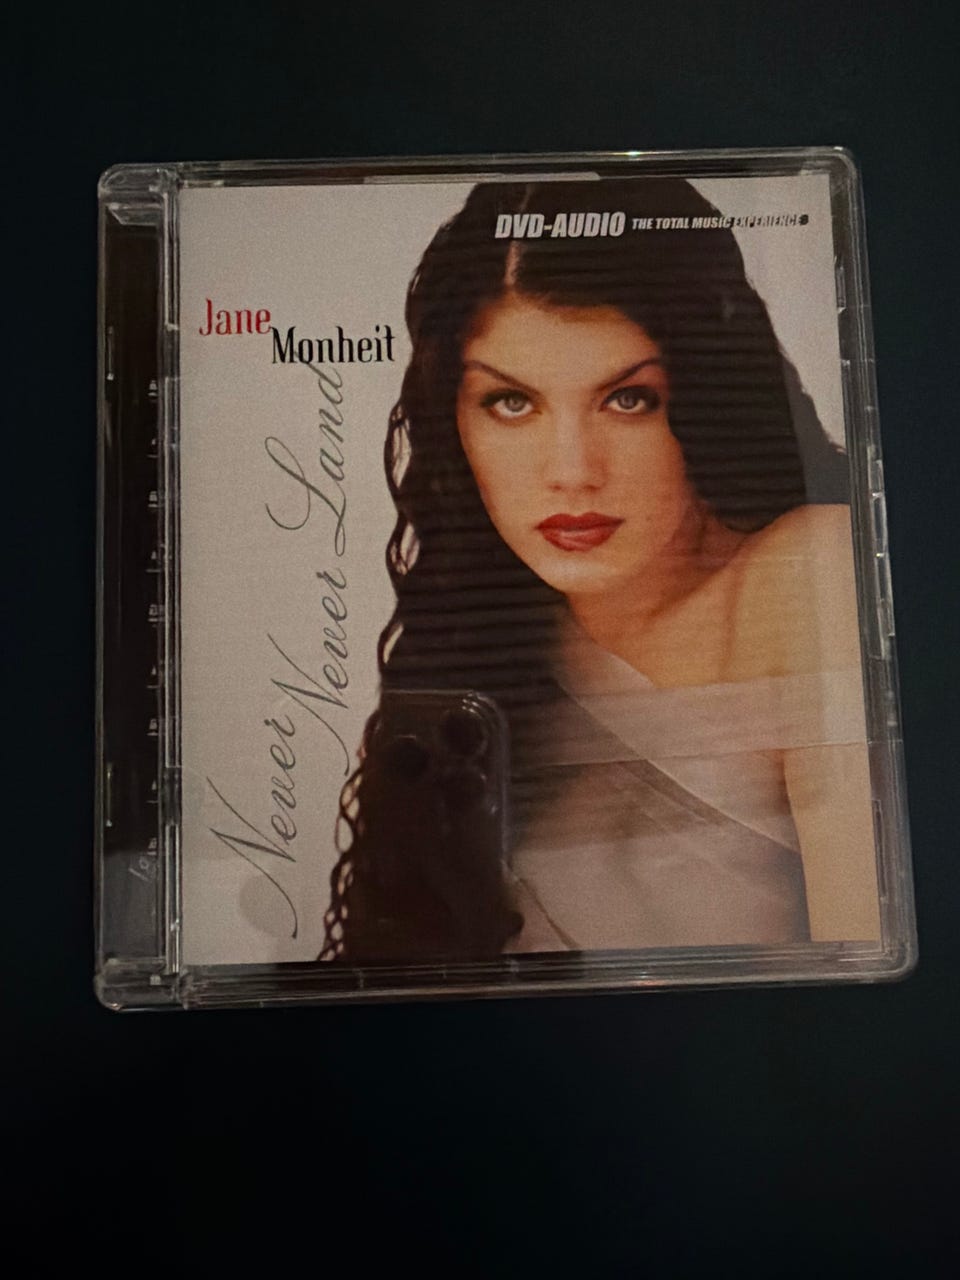 DVD-AUDIO THE TOTAL MUSIC EXPERIENCE
Jane
Monheit
Never Never Land